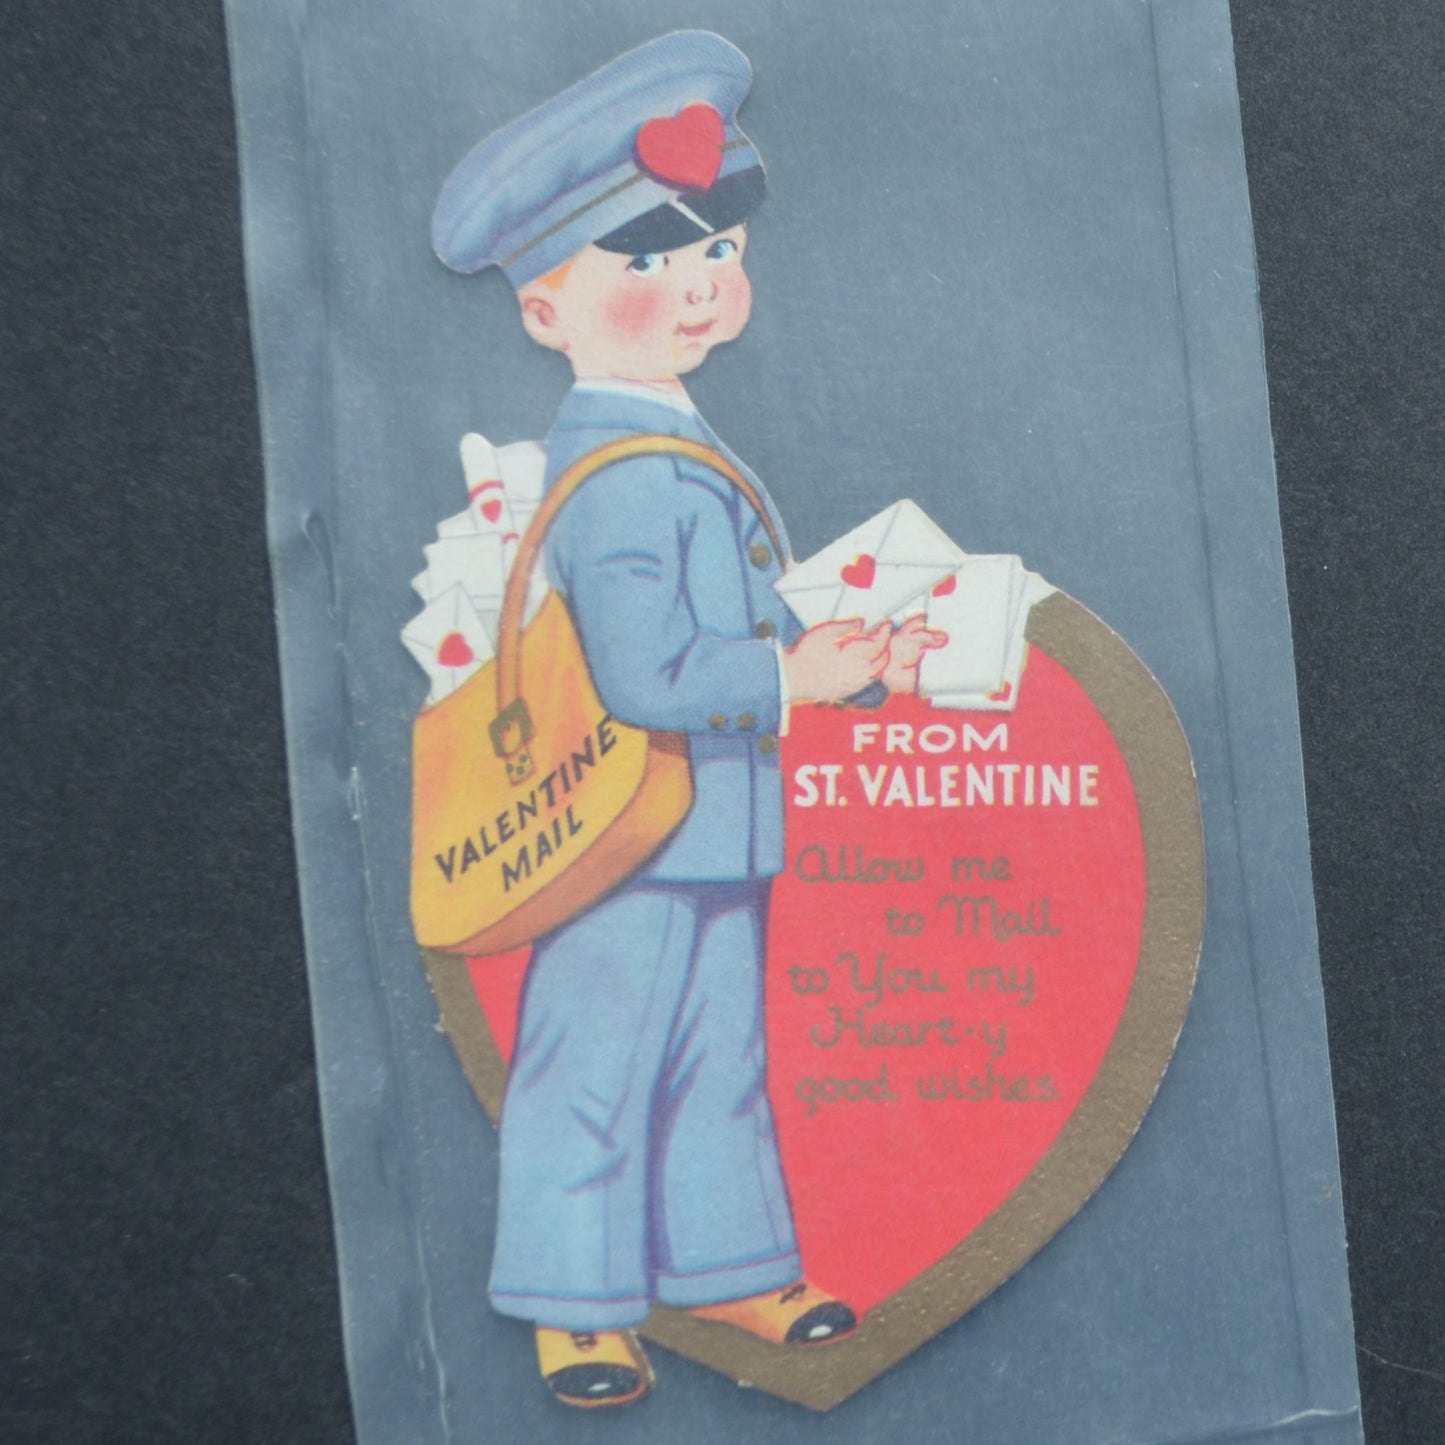 VALENTINE
MAIL
FROM
ST. VALENTINE
Allow me
to Mail
to You my
Heart-y
good wishes.